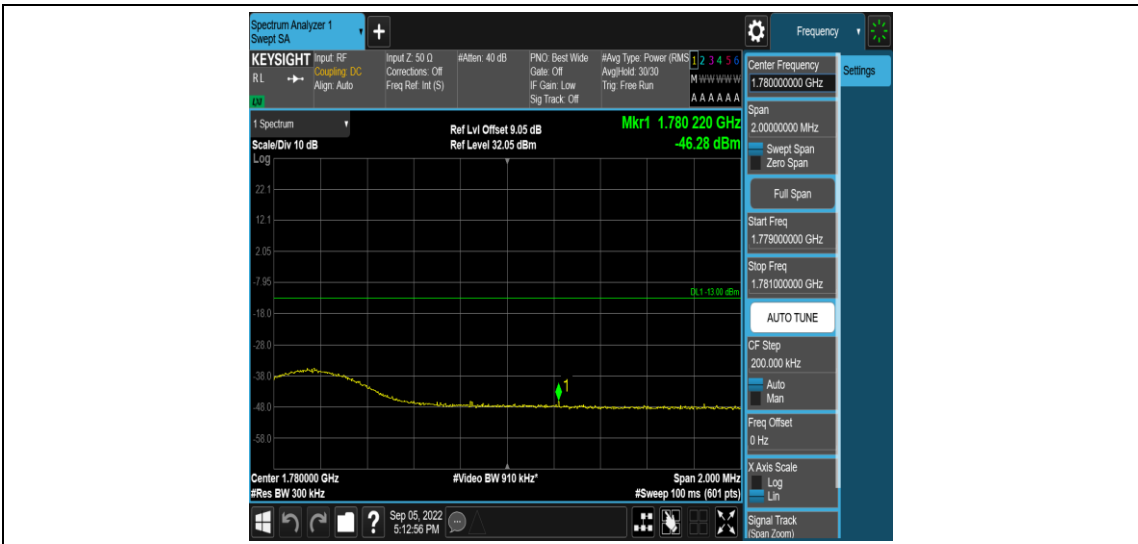 Spectrum Analyzer 1
Swept SA
+
Frequency
KEYSIGHT
RL
LXI
Input: RF
Coupling: DC
Align: Auto
Input Z: 50 Ω
Corrections: Off
Freq Ref: Int (S)
#Atten: 40 dB
PNO: Best Wide
Gate: Off
IF Gain: Low
Sig Track: Off
#Avg Type: Power (RMS
Avg|Hold: 30/30
Trig: Free Run
1 2 3 4 5 6
M W W W W W
A A A A A A
Center Frequency
1.780000000 GHz
Settings
1 Spectrum
Scale/Div 10 dB
Ref Lvl Offset 9.05 dB
Ref Level 32.05 dBm
Mkr1 1.780 220 GHz
-46.28 dBm
Log
22.1
12.1
2.05
-7.95
DL1 -13.00 dBm
-18.0
-28.0
-38.0
1
-48.0
-58.0
Center 1.780000 GHz
#Res BW 300 kHz
#Video BW 910 kHz*
Span 2.000 MHz
#Sweep 100 ms (601 pts)
Span
2.00000000 MHz
Swept Span
Zero Span
Full Span
Start Freq
1.779000000 GHz
Stop Freq
1.781000000 GHz
AUTO TUNE
CF Step
200.000 kHz
Auto
Man
Freq Offset
0 Hz
X Axis Scale
Log
Lin
Signal Track
(Span Zoom)
?
Sep 05, 2022
5:12:56 PM